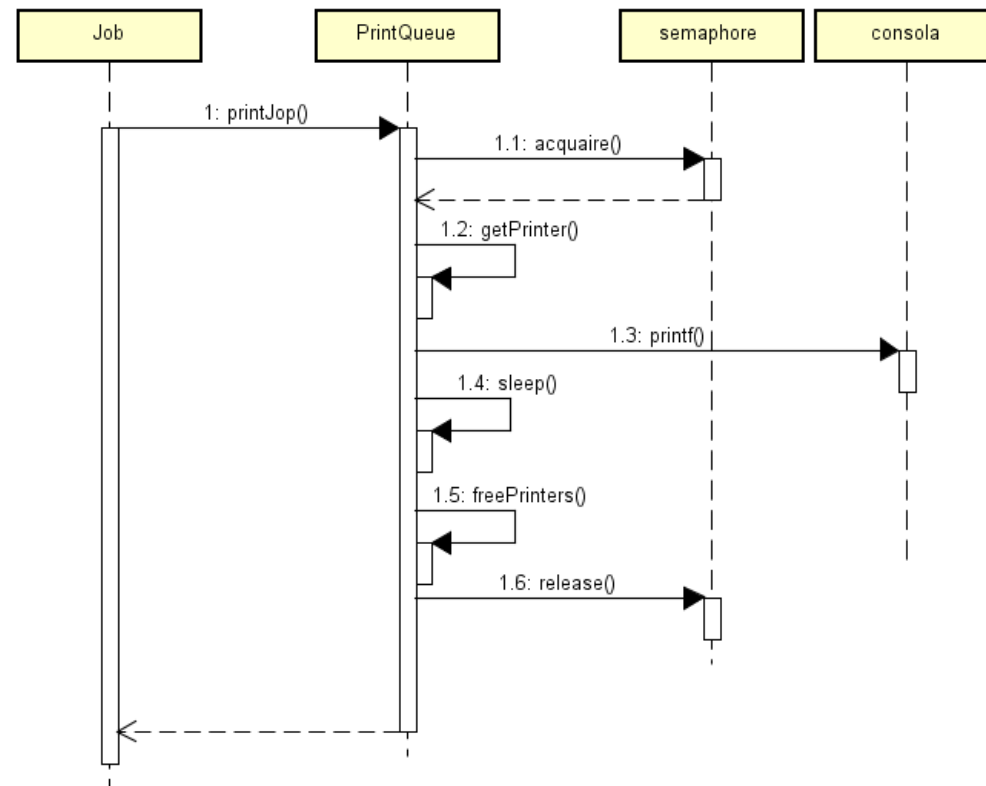 Job
PrintQueue
semaphore
consola
1: printJop()
1.1: acquaire()
1.2: getPrinter()
1.3: printf()
1.4: sleep()
1.5: freePrinters()
1.6: release()